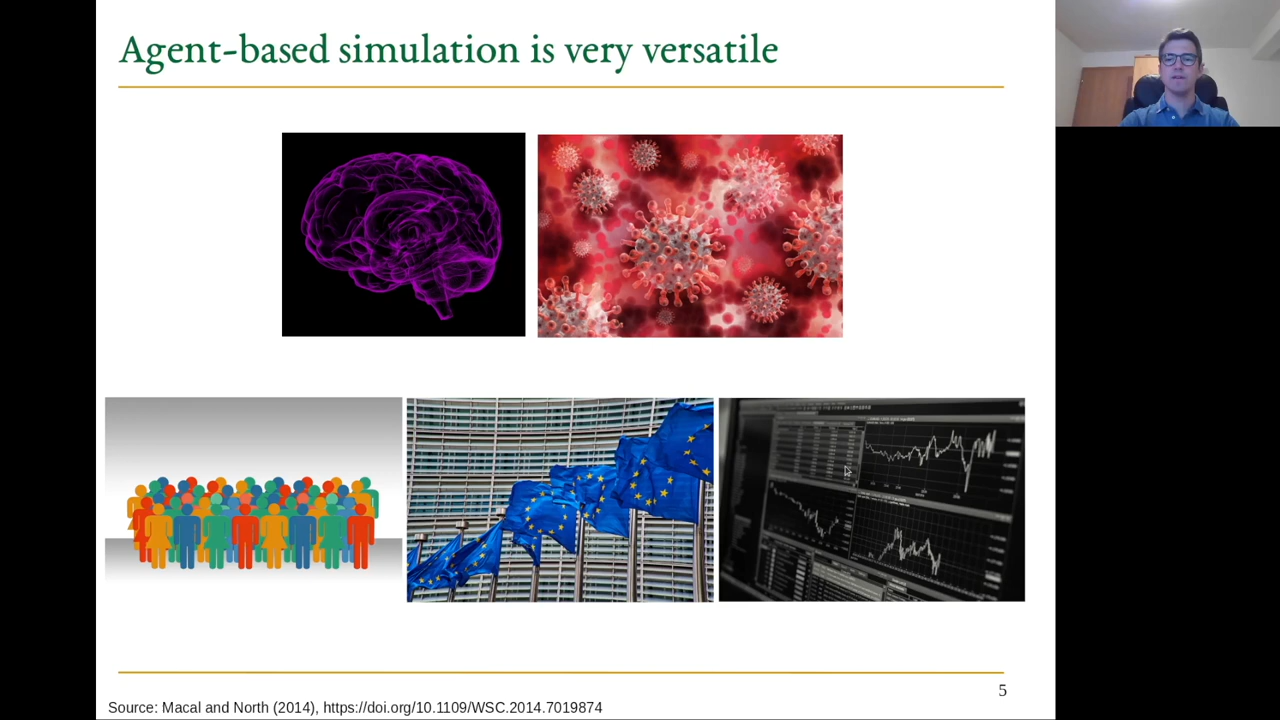 Agent-based simulation is very versatile
5
Source: Macal and North (2014), https://doi.org/10.1109/WSC.2014.7019874